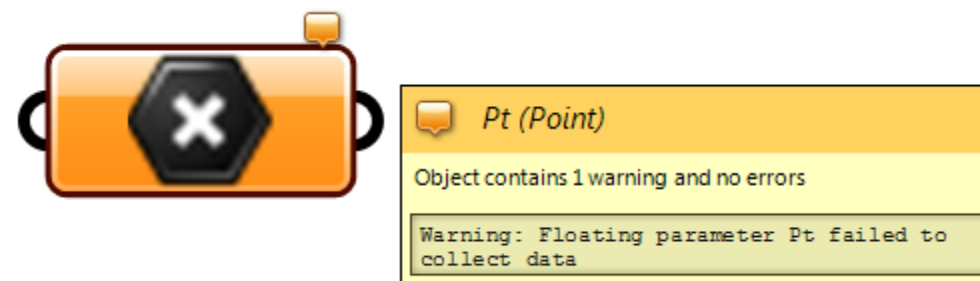 Pt (Point)
Object contains 1 warning and no errors
Warning: Floating parameter Pt failed to
collect data